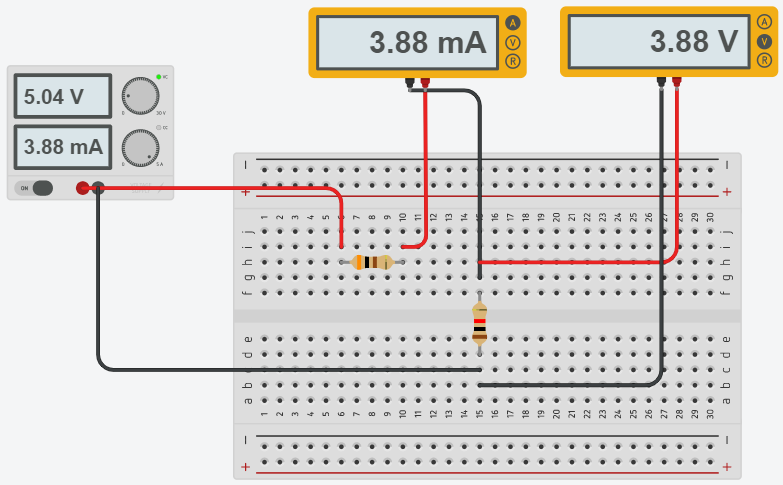 3.88 mA
A
V
R
3.88 V
A
V
R
5.04 V
0
30 V
3.88 mA
0
5 A
ON
− −
+ +
1 2 3 4 5 6 7 8 9 10 11 12 13 14 15 16 17 18 19 20 21 22 23 24 25 26 27 28 29 30
j j
i i
h h
g g
f f
e e
d d
c c
b b
a a
1 2 3 4 5 6 7 8 9 10 11 12 13 14 15 16 17 18 19 20 21 22 23 24 25 26 27 28 29 30
− −
+ +